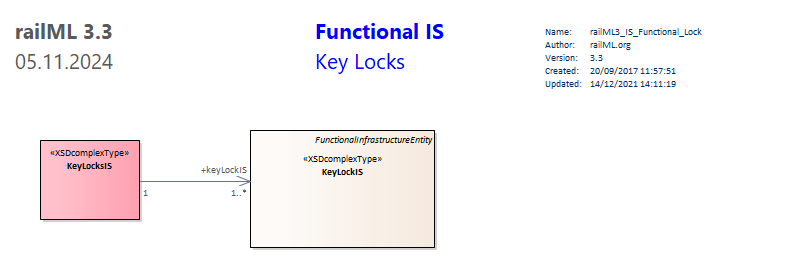 railML 3.3
05.11.2024
Functional IS
Key Locks
Name: railML3_IS_Functional_Lock
Author: railML.org
Version: 3.3
Created: 20/09/2017 11:57:51
Updated: 14/12/2021 14:11:19
«XSDcomplexType»
KeyLocksIS
+keyLockIS
1
1..*
FunctionalInfrastructureEntity
«XSDcomplexType»
KeyLockIS